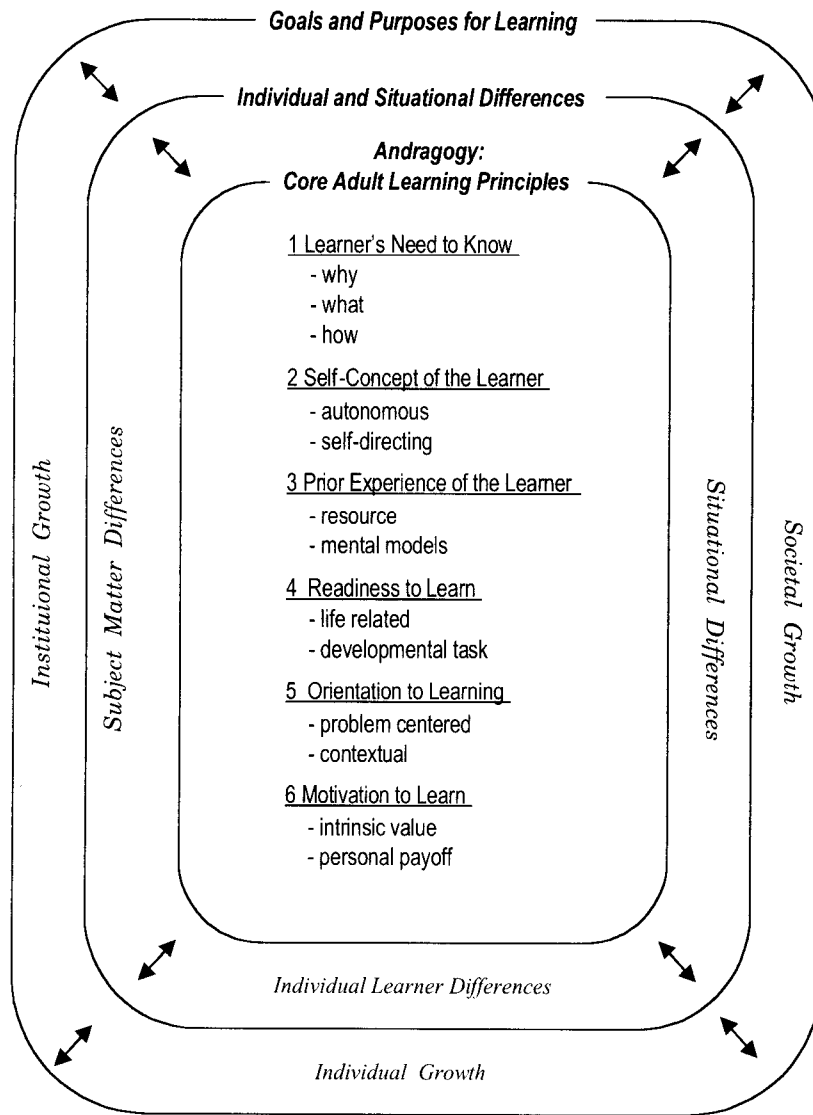 Goals and Purposes for Learning
Individual and Situational Differences
Andragogy:
Core Adult Learning Principles
1 Learner's Need to Know
- why
- what
- how
2 Self-Concept of the Learner
- autonomous
- self-directing
3 Prior Experience of the Learner
- resource
- mental models
4 Readiness to Learn
- life related
- developmental task
5 Orientation to Learning
- problem centered
- contextual
6 Motivation to Learn
- intrinsic value
- personal payoff
Instituional Growth
Subject Matter Differences
Situational Differences
Societal Growth
Individual Learner Differences
Individual Growth